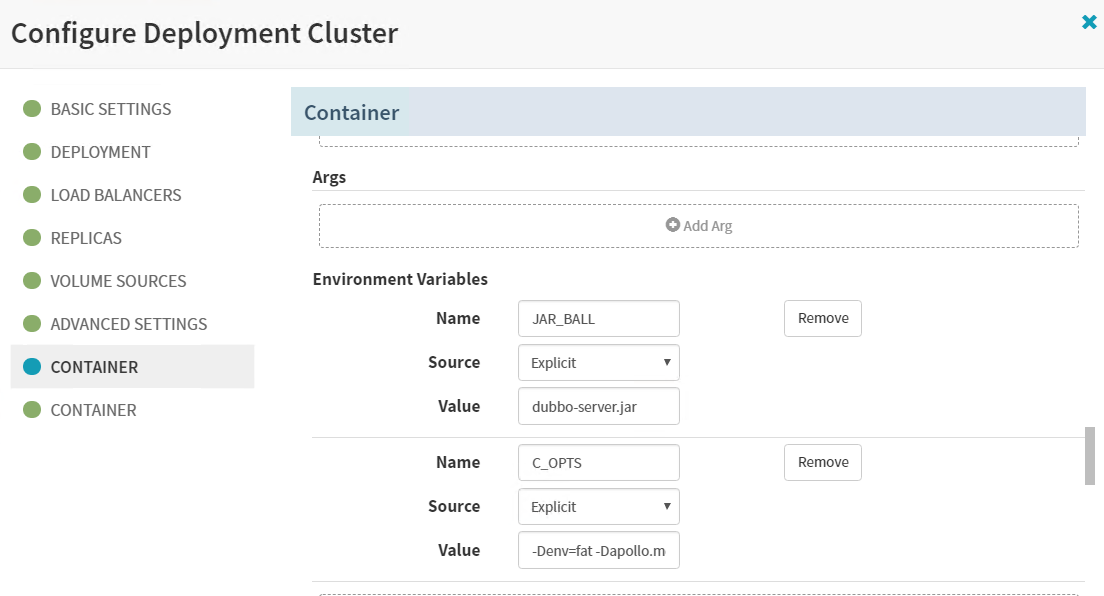 Configure Deployment Cluster
BASIC SETTINGS
DEPLOYMENT
LOAD BALANCERS
REPLICAS
VOLUME SOURCES
ADVANCED SETTINGS
CONTAINER
CONTAINER
Container
Args
Add Arg
Environment Variables
Name JAR_BALL Remove
Source Explicit
Value dubbo-server.jar
Name C_OPTS Remove
Source Explicit
Value -Denv=fat -Dapollo.m